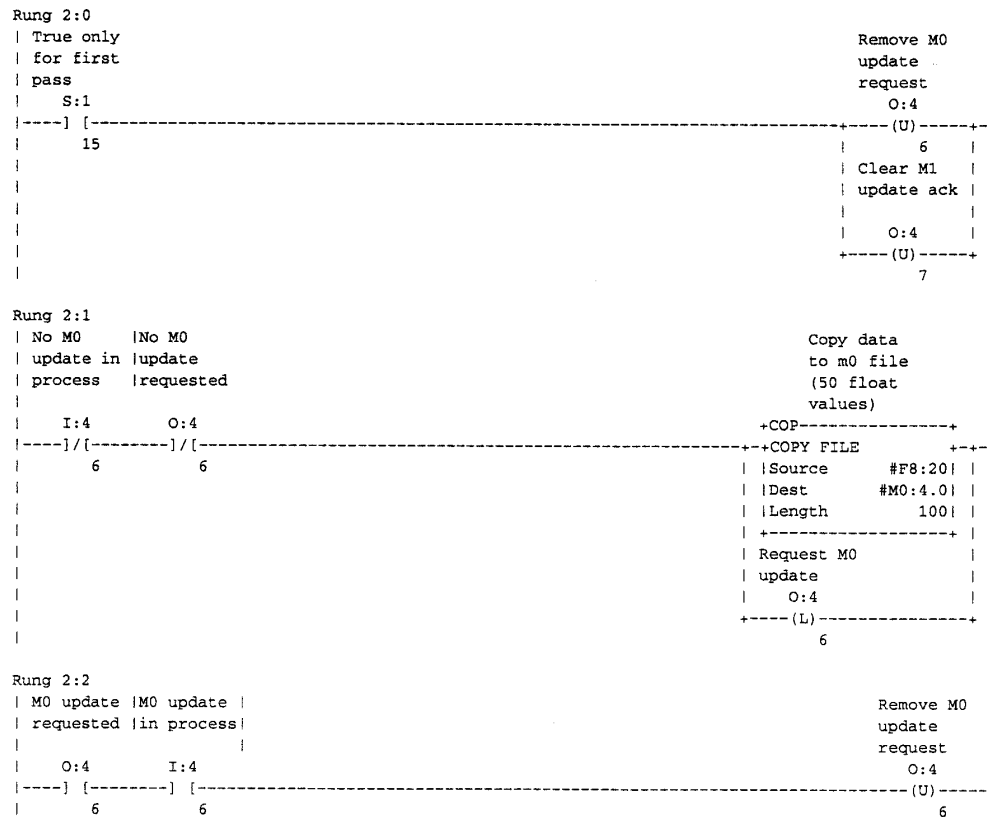 Rung 2:0
| True only                                                                    Remove M0
| for first                                                                    update
| pass                                                                         request
|    S:1                                                                          O:4
|----] [--------------------------------------------------------------------+----(U)-----+-
|     15                                                                    |      6     |
|                                                                           | Clear M1   |
|                                                                           | update ack |
|                                                                           |            |
|                                                                           |    O:4     |
|                                                                           +----(U)-----+
|                                                                                  7
Rung 2:1
| No M0     |No M0                                                       Copy data
| update in |update                                                      to m0 file
| process   |requested                                                   (50 float
|                                                                        values)
|    I:4       O:4                                                   +COP---------------+
|----]/[--------]/[------------------------------------------------+-+COPY FILE         +-+-
|      6         6                                                 | |Source      #F8:20| |
|                                                                  | |Dest       #M0:4.0| |
|                                                                  | |Length         100| |
|                                                                  | +------------------+ |
|                                                                  | Request M0           |
|                                                                  | update               |
|                                                                  |    O:4               |
|                                                                  +----(L)---------------+
|                                                                         6
Rung 2:2
| M0 update |M0 update |                                                       Remove M0
| requested |in process|                                                       update
|                      |                                                       request
|    O:4       I:4                                                                O:4
|----] [--------] [--------------------------------------------------------------(U)-----
|      6         6                                                                  6